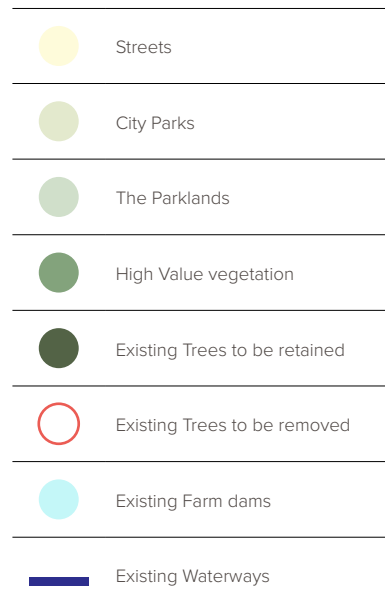 Streets
City Parks
The Parklands
High Value vegetation
Existing Trees to be retained
Existing Trees to be removed
Existing Farm dams
Existing Waterways